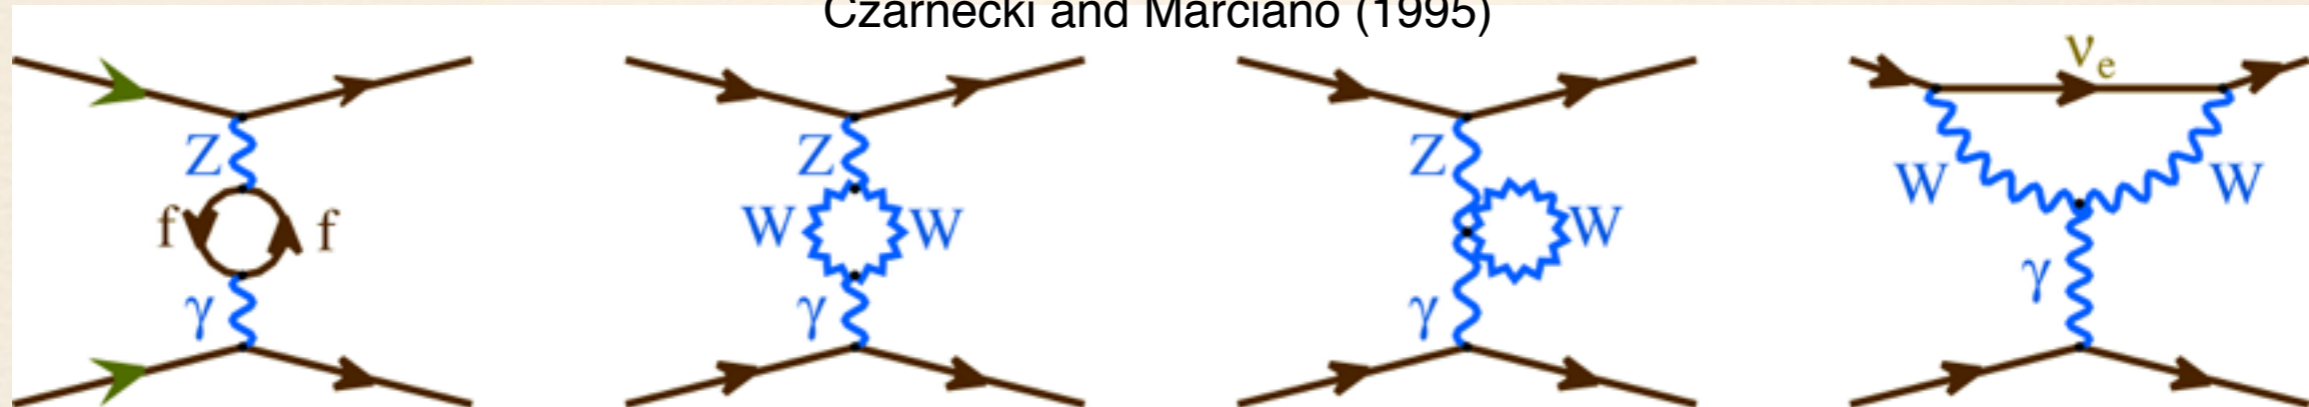 Czarnecki and Marciano (1995)
Z
f f
γ
Z
W W
γ
Z
W
γ
νe
W W
γ